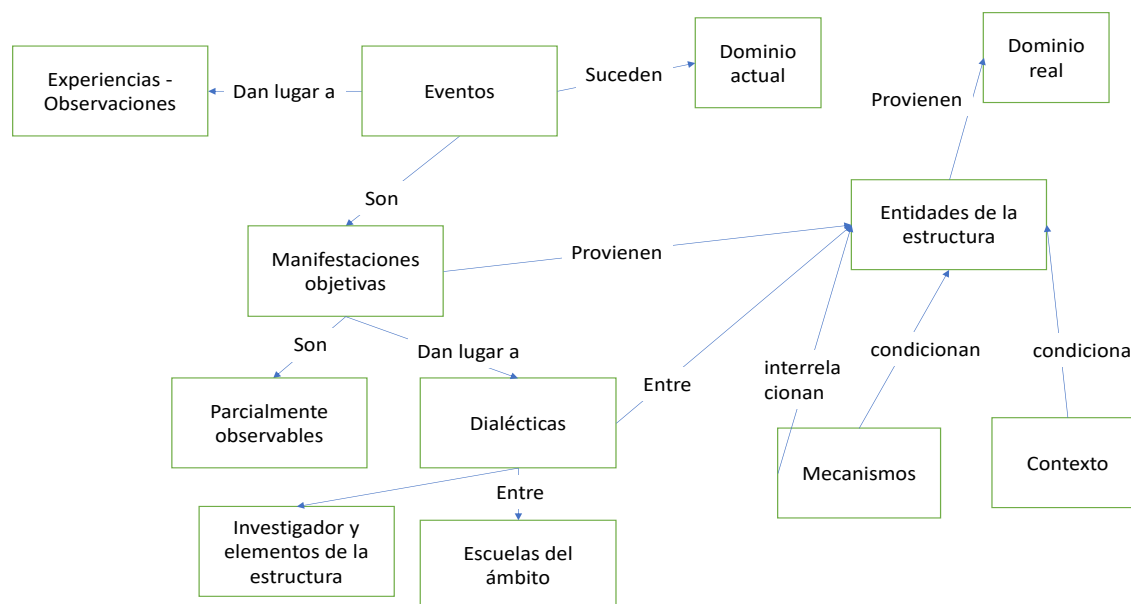 Experiencias -
Observaciones
Dan lugar a
Eventos
Suceden
Dominio
actual
Dominio
real
Provienen
Son
Manifestaciones
objetivas
Provienen
Entidades de la
estructura
Son
Dan lugar a
Entre
interrela
cionan
condicionan
condiciona
Parcialmente
observables
Dialécticas
Mecanismos
Contexto
Entre
Investigador y
elementos de la
estructura
Escuelas del
ámbito